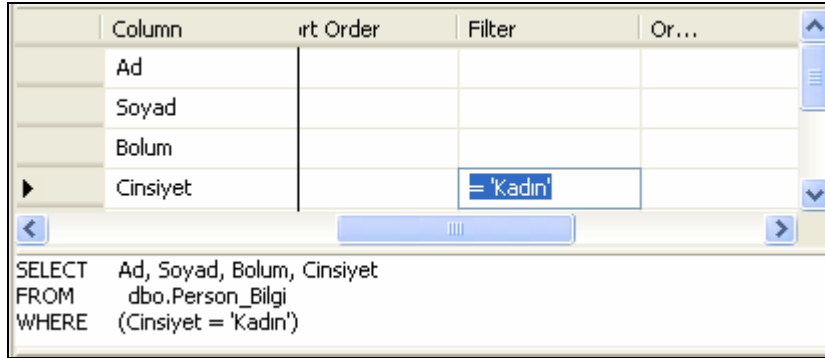 Column rt Order Filter Or...
Ad
Soyad
Bolum
Cinsiyet = 'Kadın'
SELECT Ad, Soyad, Bolum, Cinsiyet
FROM dbo.Person_Bilgi
WHERE (Cinsiyet = 'Kadın')